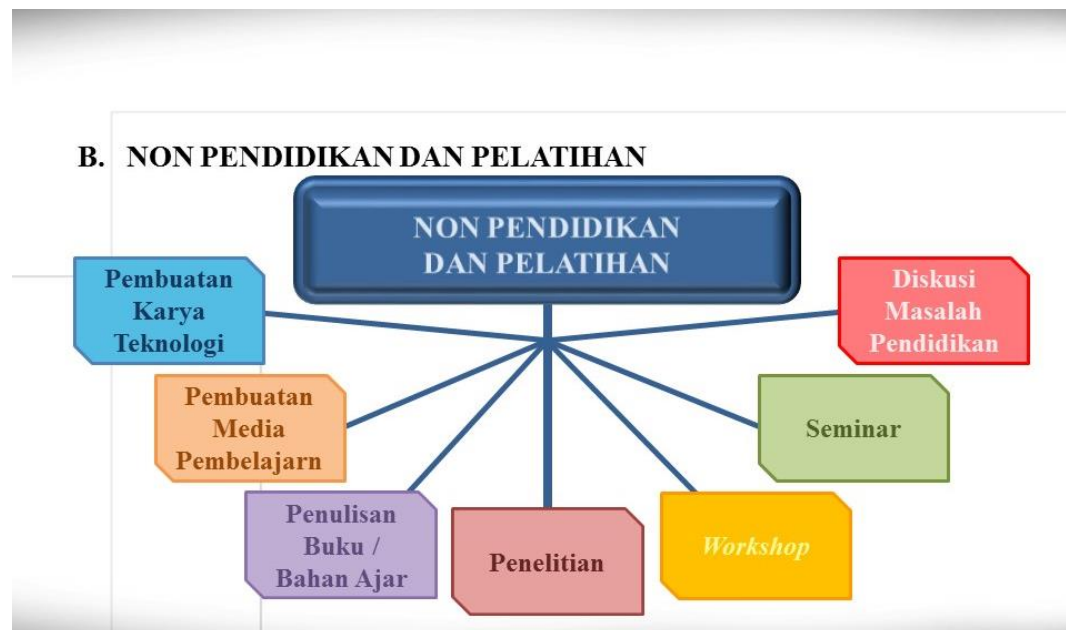 B. NON PENDIDIKAN DAN PELATIHAN
NON PENDIDIKAN
DAN PELATIHAN
Pembuatan
Karya
Teknologi
Diskusi
Masalah
Pendidikan
Pembuatan
Media
Pembelajarn
Seminar
Penulisan
Buku /
Bahan Ajar
Penelitian
Workshop